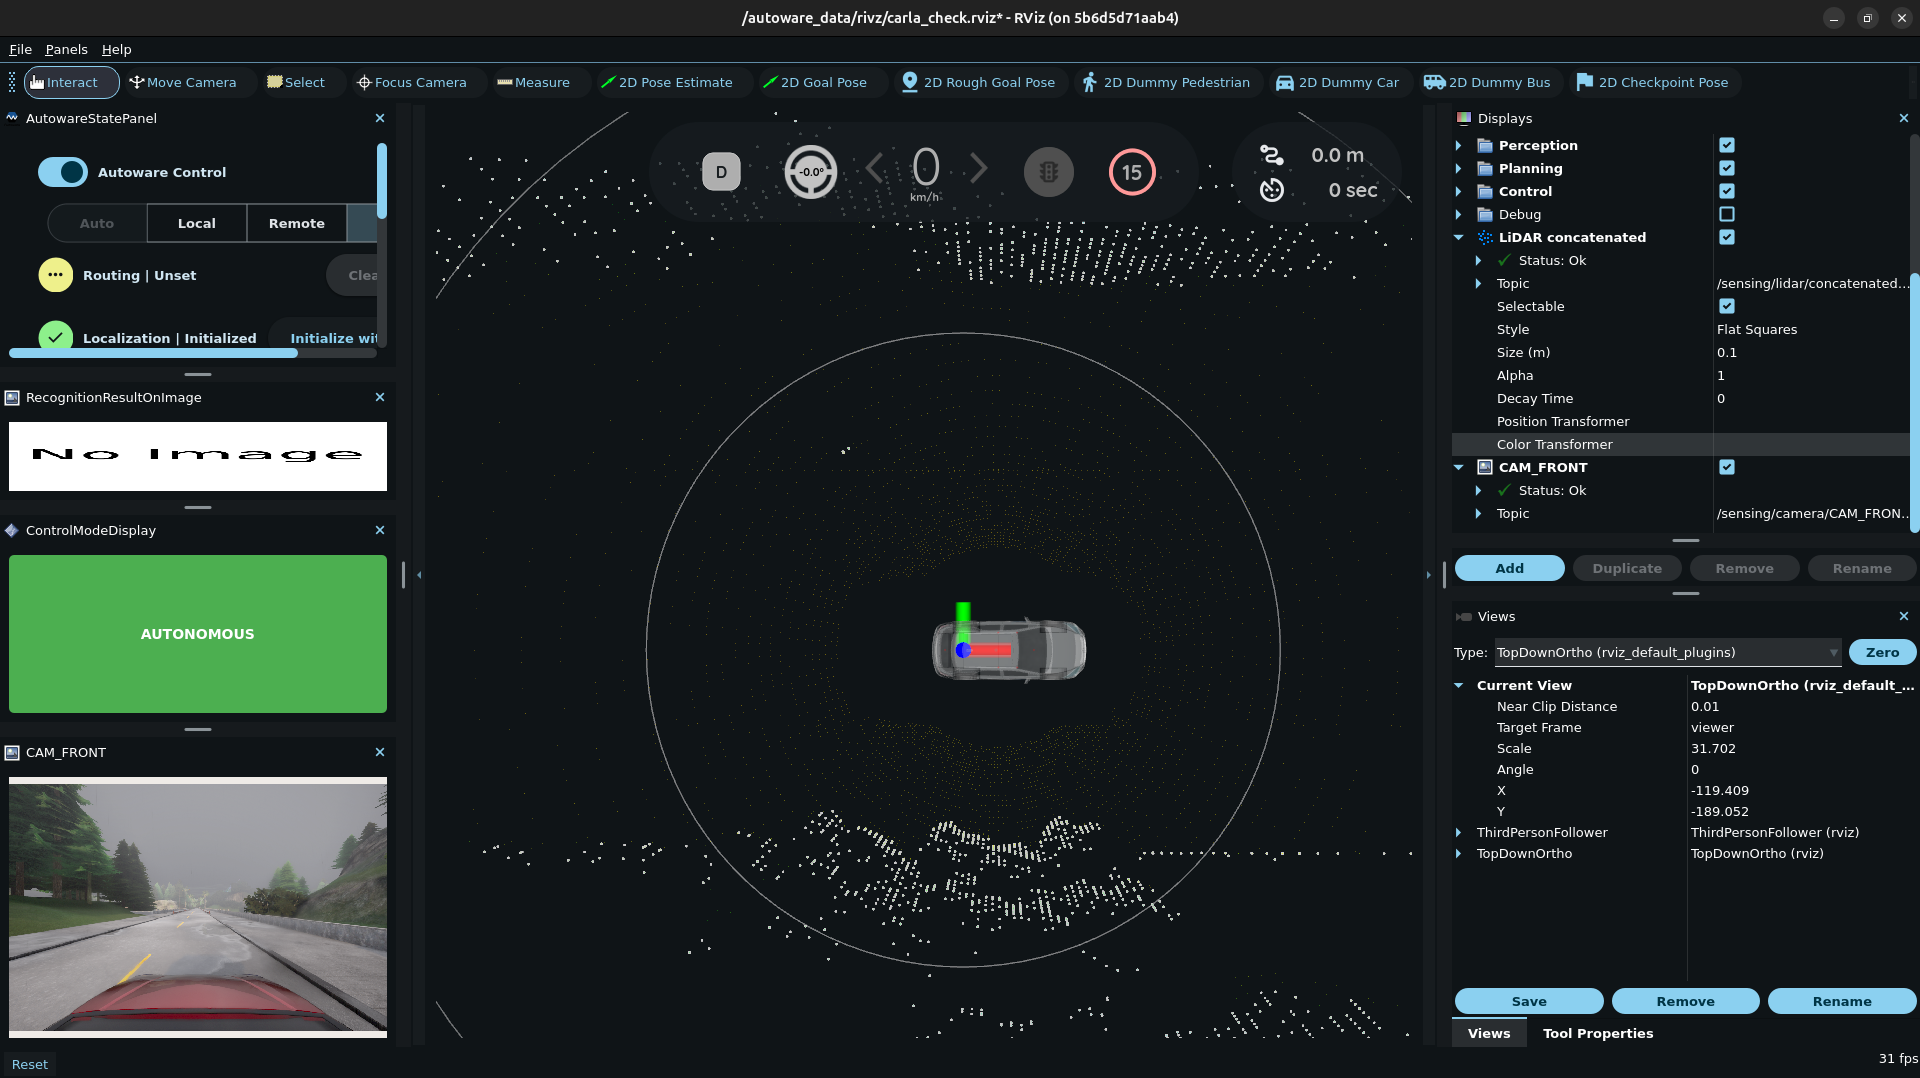 /autoware_data/rivz/carla_check.rviz* - RViz (on 5b6d5d71aab4)
File Panels Help
Interact Move Camera Select Focus Camera Measure 2D Pose Estimate 2D Goal Pose 2D Rough Goal Pose 2D Dummy Pedestrian 2D Dummy Car 2D Dummy Bus 2D Checkpoint Pose
AutowareStatePanel
Autoware Control
Auto Local Remote
Routing | Unset Clea
Localization | Initialized Initialize wit
RecognitionResultOnImage
No Image
ControlModeDisplay
AUTONOMOUS
CAM_FRONT
Reset
D -0.0° 0 km/h 15 0.0 m
0 sec
Displays
Perception
Planning
Control
Debug
LiDAR concatenated
Status: Ok
Topic /sensing/lidar/concatenated...
Selectable
Style Flat Squares
Size (m) 0.1
Alpha 1
Decay Time 0
Position Transformer
Color Transformer
CAM_FRONT
Status: Ok
Topic /sensing/camera/CAM_FRON...
Add Duplicate Remove Rename
Views
Type: TopDownOrtho (rviz_default_plugins) Zero
Current View TopDownOrtho (rviz_default_...
Near Clip Distance 0.01
Target Frame viewer
Scale 31.702
Angle 0
X -119.409
Y -189.052
ThirdPersonFollower ThirdPersonFollower (rviz)
TopDownOrtho TopDownOrtho (rviz)
Save Remove Rename
Views Tool Properties
31 fps